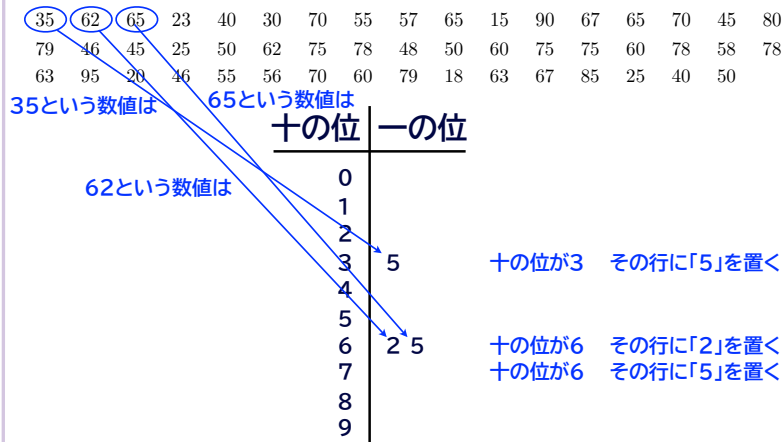 35 62 65 23 40 30 70 55 57 65 15 90 67 65 70 45 80
79 46 45 25 50 62 75 78 48 50 60 75 75 60 78 58 78
63 95 20 46 55 56 70 60 79 18 63 67 85 25 40 50
35という数値は
65という数値は
十の位 一の位
62という数値は
0
1
2
3 5 十の位が3 その行に「5」を置く
4
5
6 2 5 十の位が6 その行に「2」を置く
7 十の位が6 その行に「5」を置く
8
9